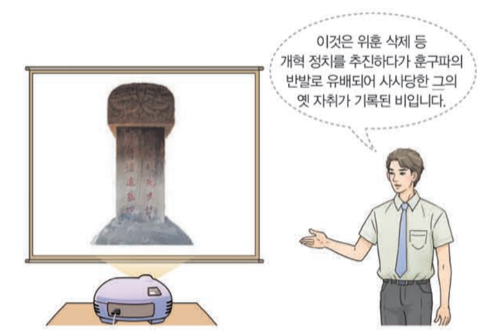 이것은 위훈 삭제 등
개혁 정치를 추진하다가 훈구파의
반발로 유배되어 사사당한 그의
옛 자취가 기록된 비입니다.